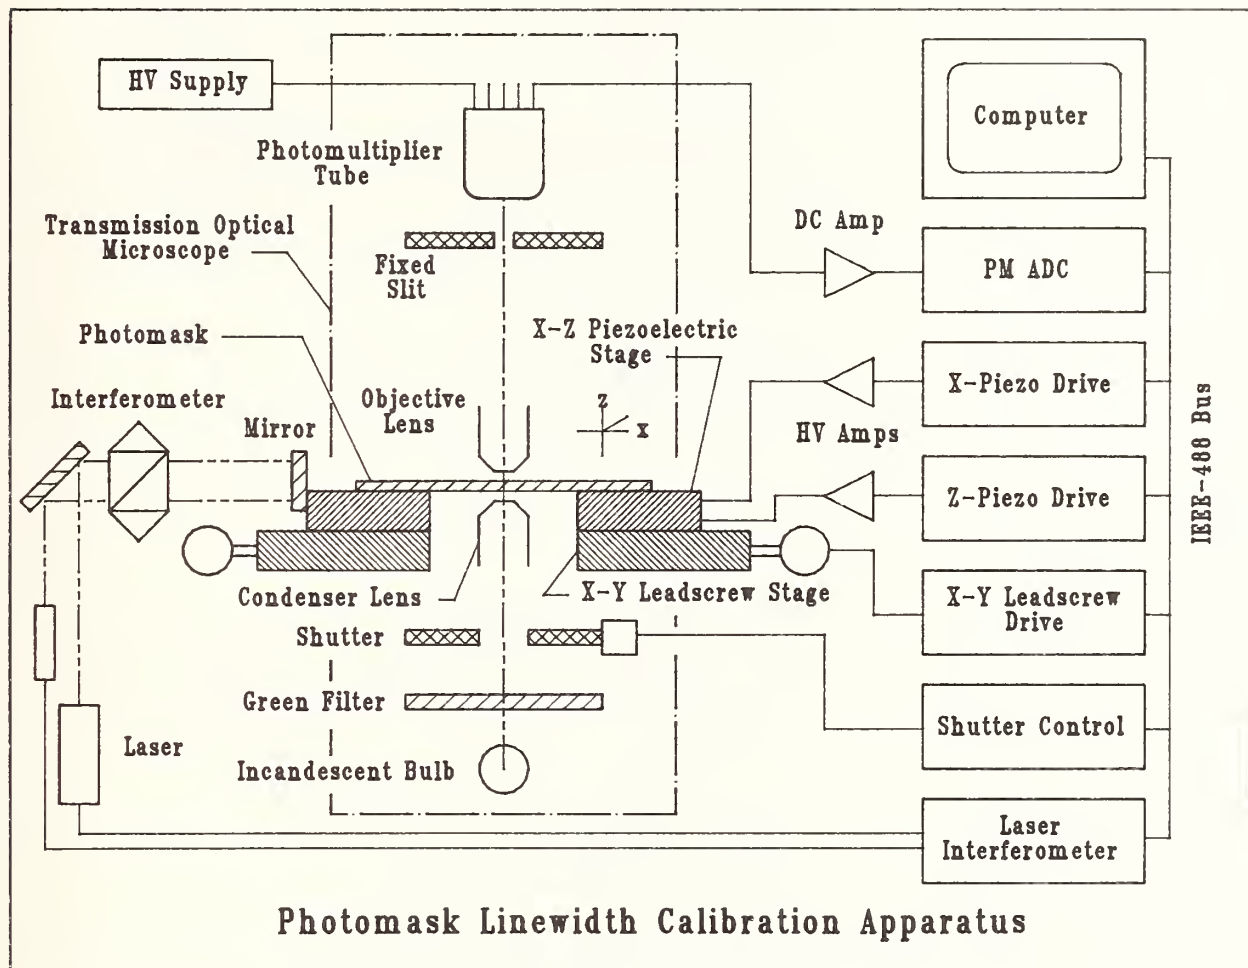 HV Supply
Computer
Photomultiplier
Tube
Transmission Optical
Microscope
DC Amp
Fixed
Slit
PM ADC
X-Z Piezoelectric
Stage
Photomask
Interferometer
Objective
Lens
Z
X
X-Piezo Drive
Mirror
HV Amps
Z-Piezo Drive
IEEE-488 Bus
Condenser Lens
X-Y Leadscrew Stage
X-Y Leadscrew
Drive
Shutter
Green Filter
Shutter Control
Laser
Incandescent Bulb
Laser
Interferometer
Photomask Linewidth Calibration Apparatus